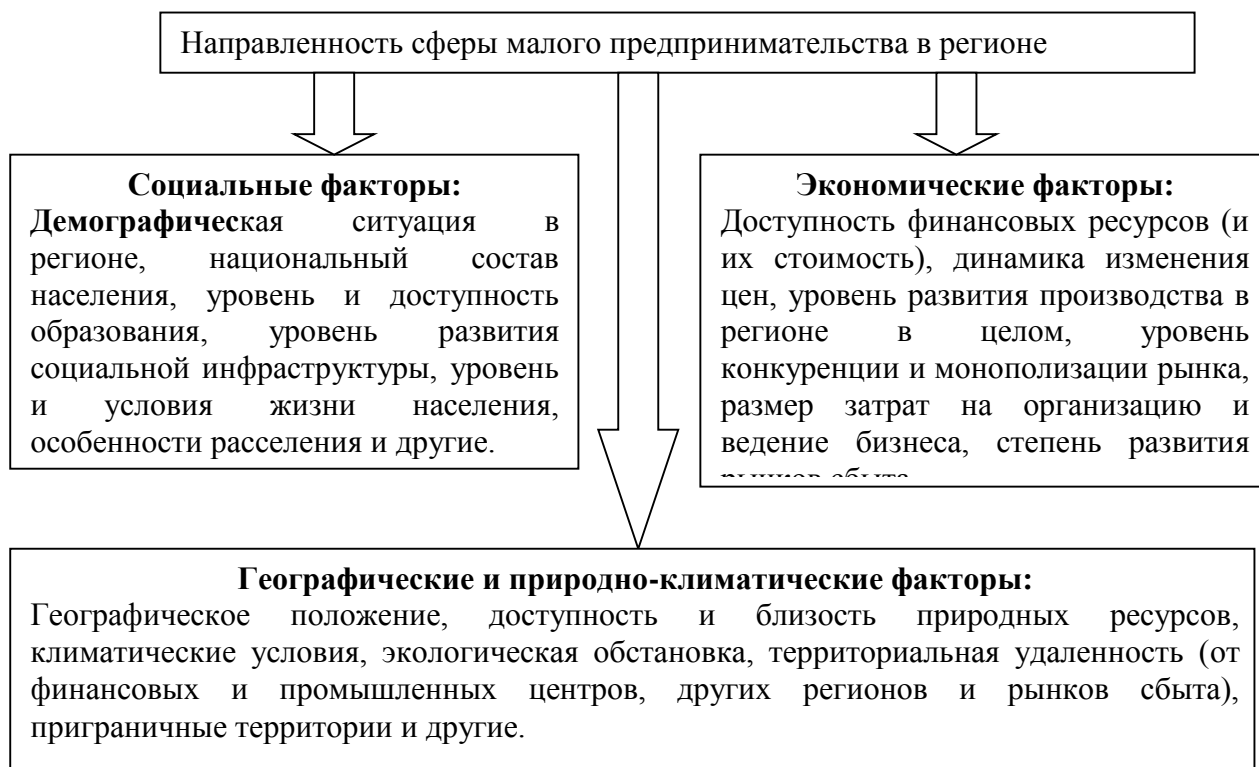 Направленность сферы малого предпринимательства в регионе
Социальные факторы:
Демографическая ситуация в
регионе, национальный состав
населения, уровень и доступность
образования, уровень развития
социальной инфраструктуры, уровень
и условия жизни населения,
особенности расселения и другие.
Экономические факторы:
Доступность финансовых ресурсов (и
их стоимость), динамика изменения
цен, уровень развития производства в
регионе в целом, уровень
конкуренции и монополизации рынка,
размер затрат на организацию и
ведение бизнеса, степень развития
рынков сбыта
Географические и природно-климатические факторы:
Географическое положение, доступность и близость природных ресурсов,
климатические условия, экологическая обстановка, территориальная удаленность (от
финансовых и промышленных центров, других регионов и рынков сбыта),
приграничные территории и другие.